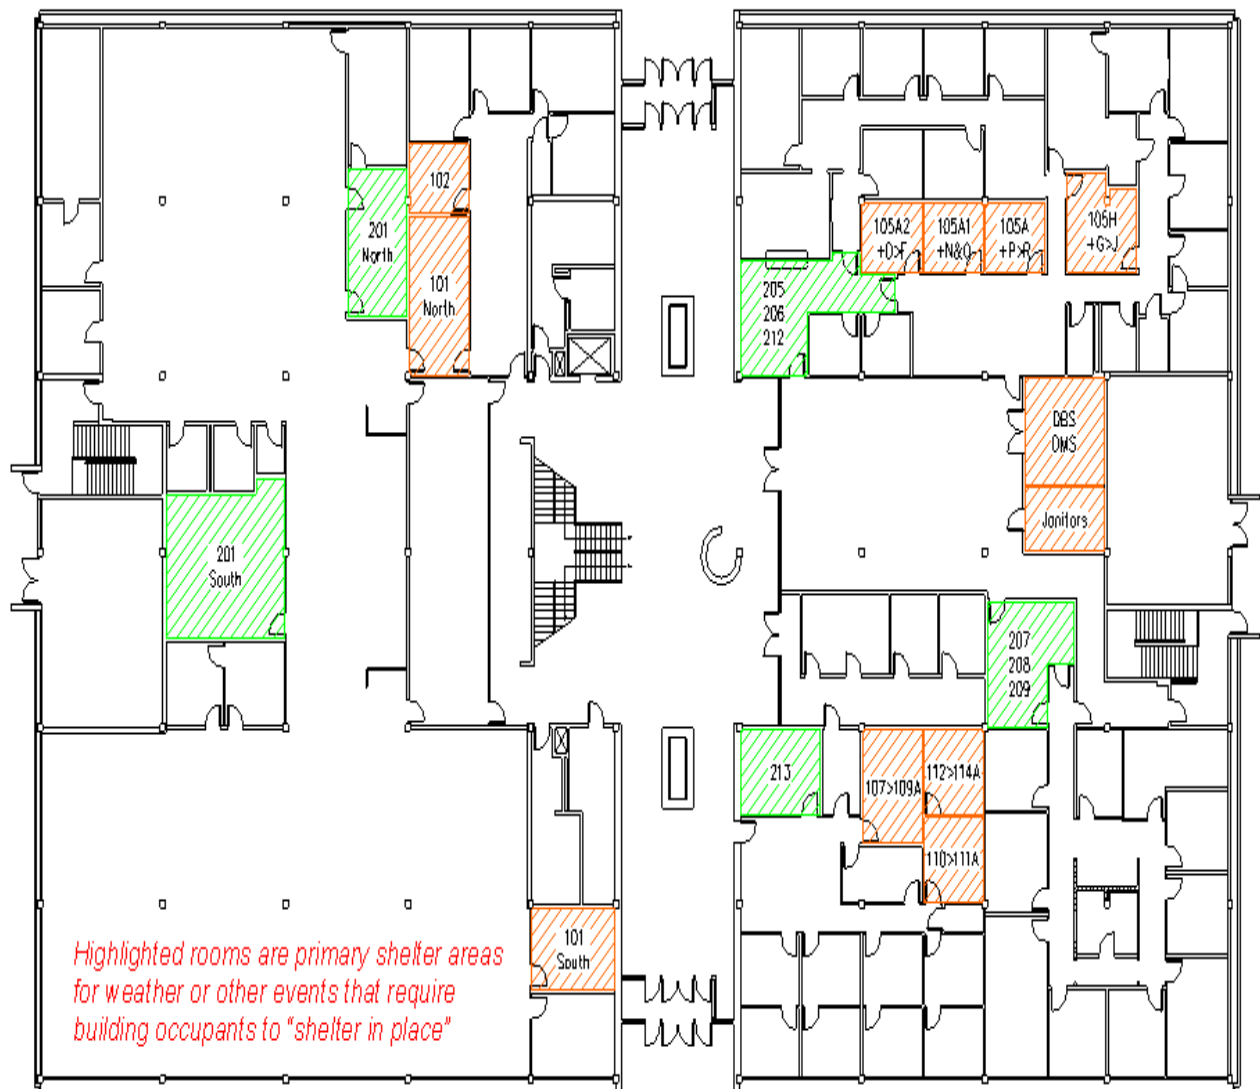 102
201
North
101
North
105A2
+O>F
105A1
+N&Q
105A
+P>R
105H
+G>J
205
206
212
DBS
DMS
Janitors
201
South
207
208
209
213
107>109A
112>114A
110>111A
101
South
Highlighted rooms are primary shelter areas
for weather or other events that require
building occupants to "shelter in place"